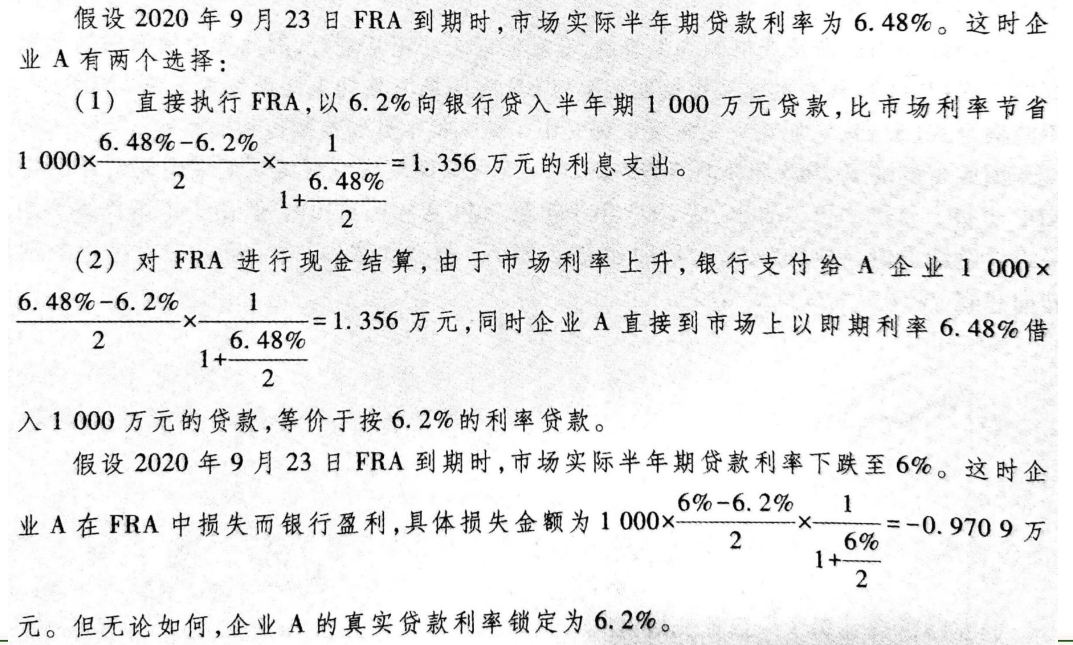 假设 2020 年 9 月 23 日 FRA 到期时,市场实际半年期贷款利率为 6.48%。这时企
业 A 有两个选择:
(1) 直接执行 FRA,以 6.2%向银行贷入半年期 1 000 万元贷款,比市场利率节省
1 000×\frac{6.48%-6.2%}{2}×\frac{1}{1+\frac{6.48%}{2}}=1.356 万元的利息支出。
(2) 对 FRA 进行现金结算,由于市场利率上升,银行支付给 A 企业 1 000×
\frac{6.48%-6.2%}{2}×\frac{1}{1+\frac{6.48%}{2}}=1.356 万元,同时企业 A 直接到市场上以即期利率 6.48%借
入 1 000 万元的贷款,等价于按 6.2%的利率贷款。
假设 2020 年 9 月 23 日 FRA 到期时,市场实际半年期贷款利率下跌至 6%。这时企
业 A 在 FRA 中损失而银行盈利,具体损失金额为 1 000×\frac{6%-6.2%}{2}×\frac{1}{1+\frac{6%}{2}}=-0.970 9 万
元。但无论如何,企业 A 的真实贷款利率锁定为 6.2%。